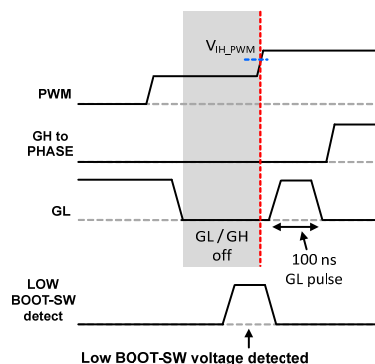 V_IH_PWM
PWM
GH to
PHASE
GL
GL / GH
off
100 ns
GL pulse
LOW
BOOT-SW
detect
Low BOOT-SW voltage detected